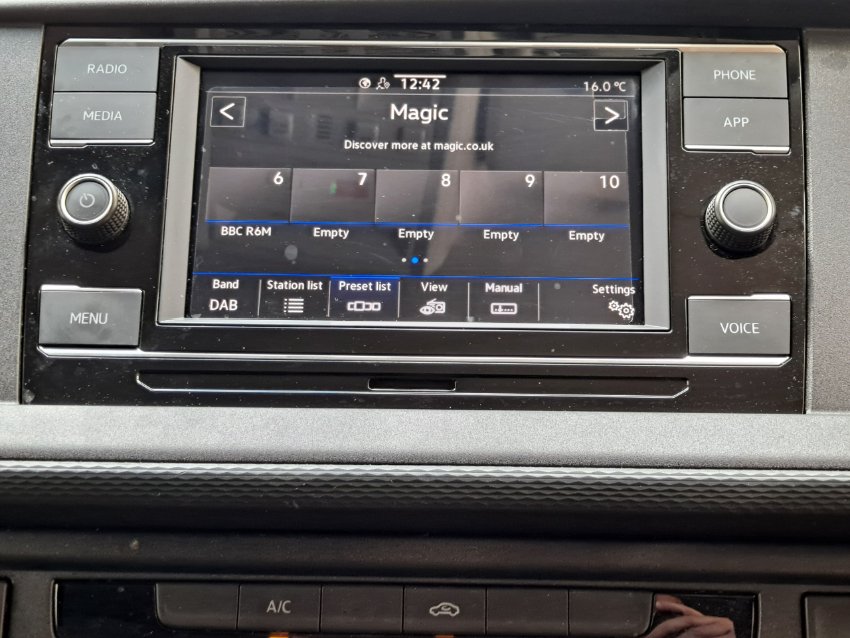 RADIO
MEDIA
MENU
12:42
16.0 °C
<
Magic
>
Discover more at magic.co.uk
6 7 8 9 10
BBC R6M Empty Empty Empty Empty
Band Station list Preset list View Manual Settings
DAB
PHONE
APP
VOICE
A/C